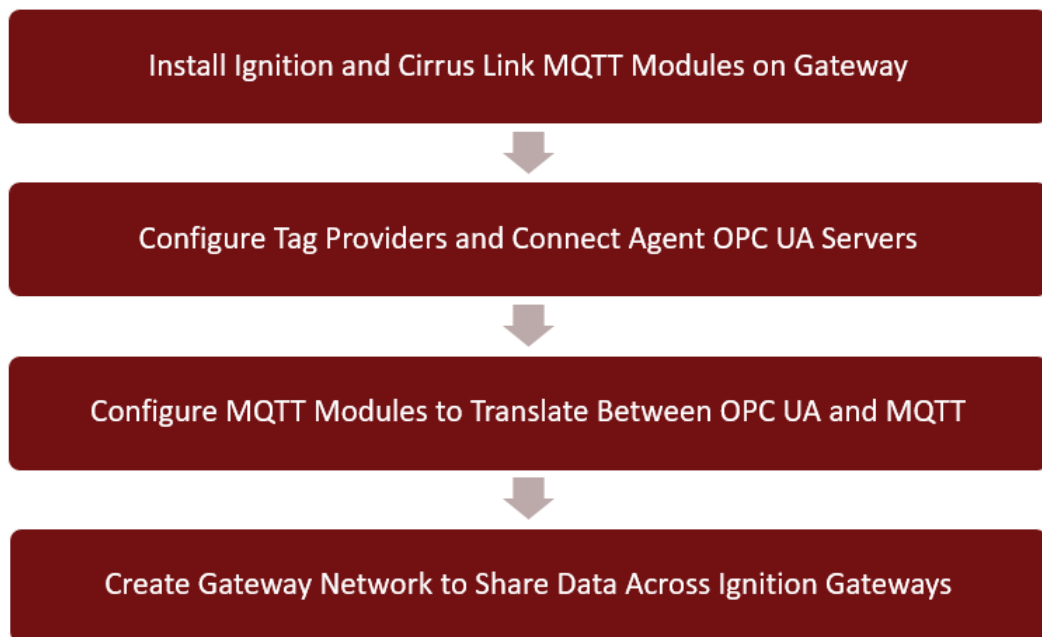 Install Ignition and Cirrus Link MQTT Modules on Gateway
Configure Tag Providers and Connect Agent OPC UA Servers
Configure MQTT Modules to Translate Between OPC UA and MQTT
Create Gateway Network to Share Data Across Ignition Gateways